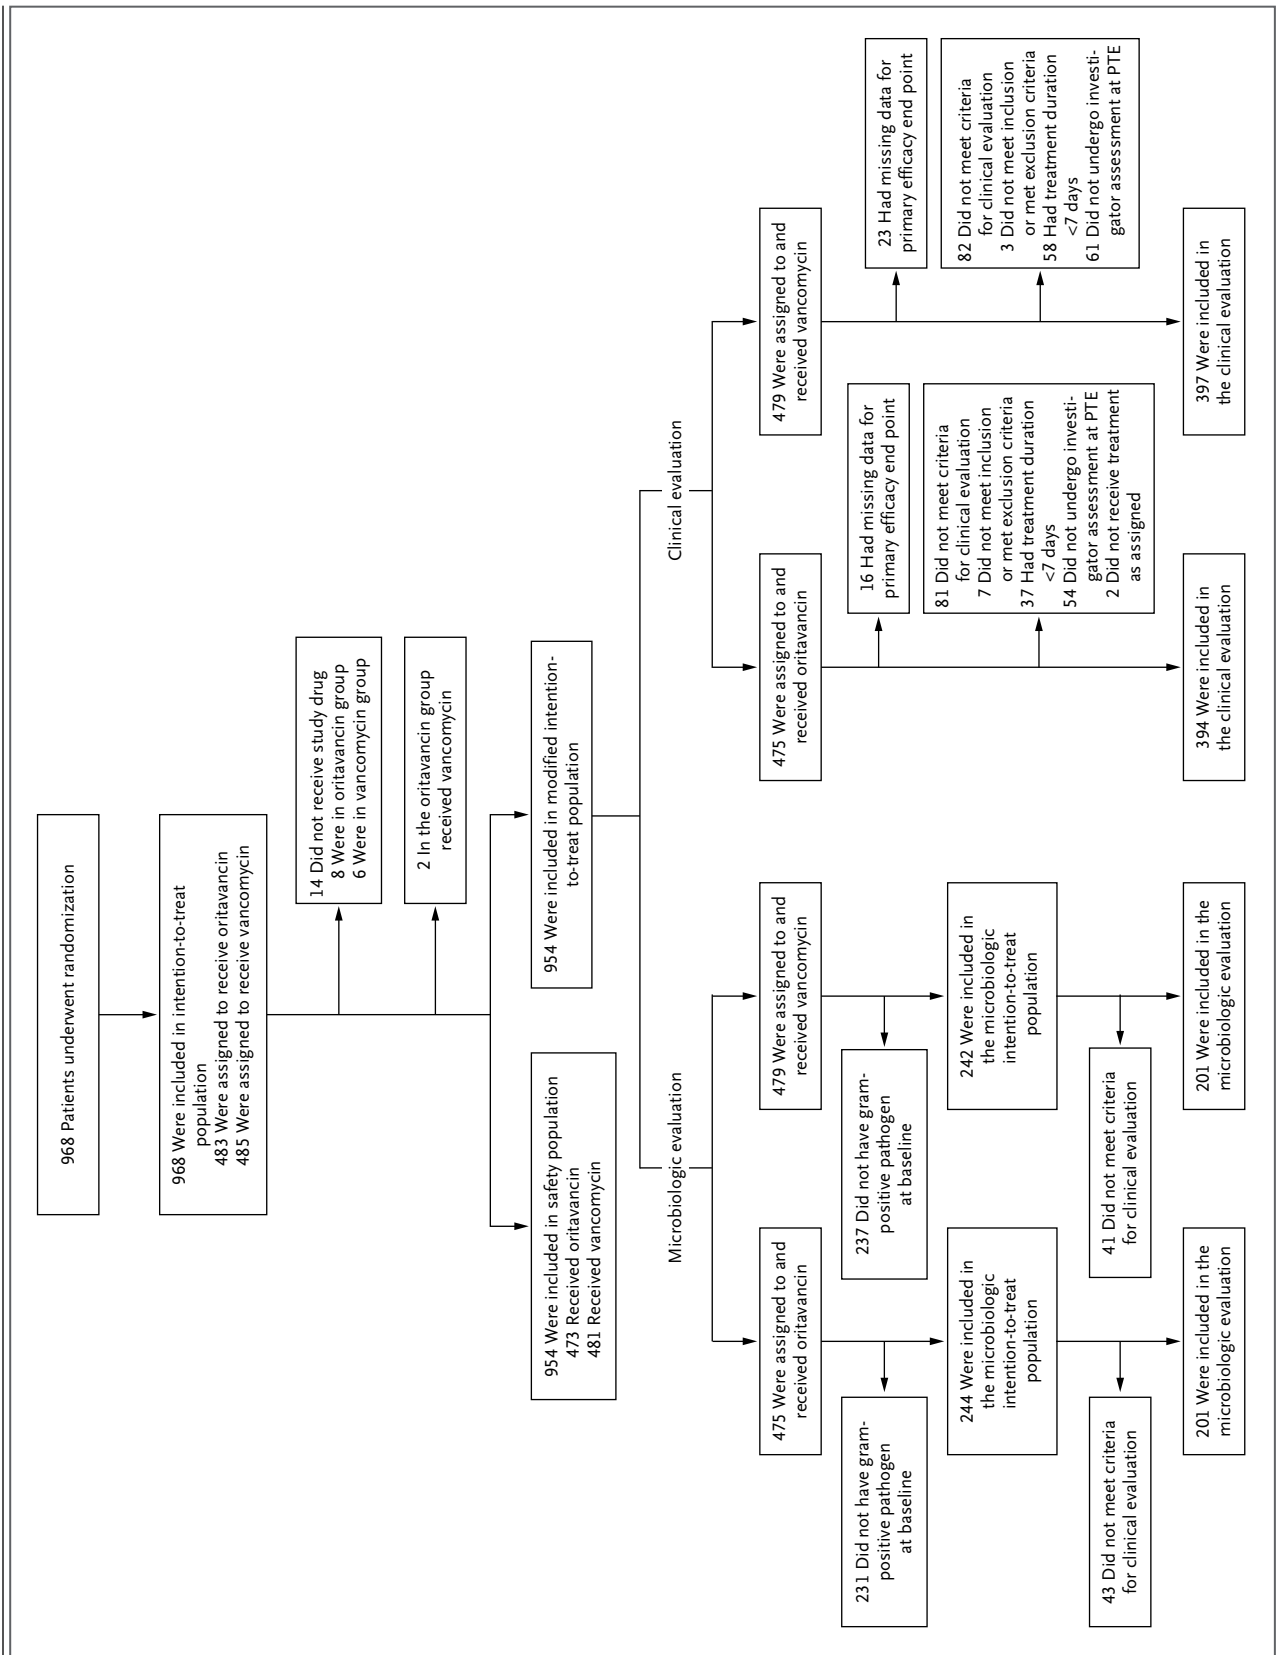 968 Patients underwent randomization
968 Were included in intention-to-treat
population
483 Were assigned to receive oritavancin
485 Were assigned to receive vancomycin
14 Did not receive study drug
8 Were in oritavancin group
6 Were in vancomycin group
2 In the oritavancin group
received vancomycin
954 Were included in safety population
473 Received oritavancin
481 Received vancomycin
954 Were included in modified intention-
to-treat population
Microbiologic evaluation
Clinical evaluation
475 Were assigned to and
received oritavancin
479 Were assigned to and
received vancomycin
475 Were assigned to and
received oritavancin
479 Were assigned to and
received vancomycin
231 Did not have gram-
positive pathogen
at baseline
237 Did not have gram-
positive pathogen
at baseline
16 Had missing data for
primary efficacy end point
23 Had missing data for
primary efficacy end point
244 Were included in
the microbiologic
intention-to-treat
population
242 Were included in
the microbiologic
intention-to-treat
population
81 Did not meet criteria
for clinical evaluation
7 Did not meet inclusion
or met exclusion criteria
37 Had treatment duration
<7 days
54 Did not undergo investi-
gator assessment at PTE
2 Did not receive treatment
as assigned
82 Did not meet criteria
for clinical evaluation
3 Did not meet inclusion
or met exclusion criteria
58 Had treatment duration
<7 days
61 Did not undergo investi-
gator assessment at PTE
43 Did not meet criteria
for clinical evaluation
41 Did not meet criteria
for clinical evaluation
201 Were included in the
microbiologic evaluation
201 Were included in the
microbiologic evaluation
394 Were included in
the clinical evaluation
397 Were included in
the clinical evaluation